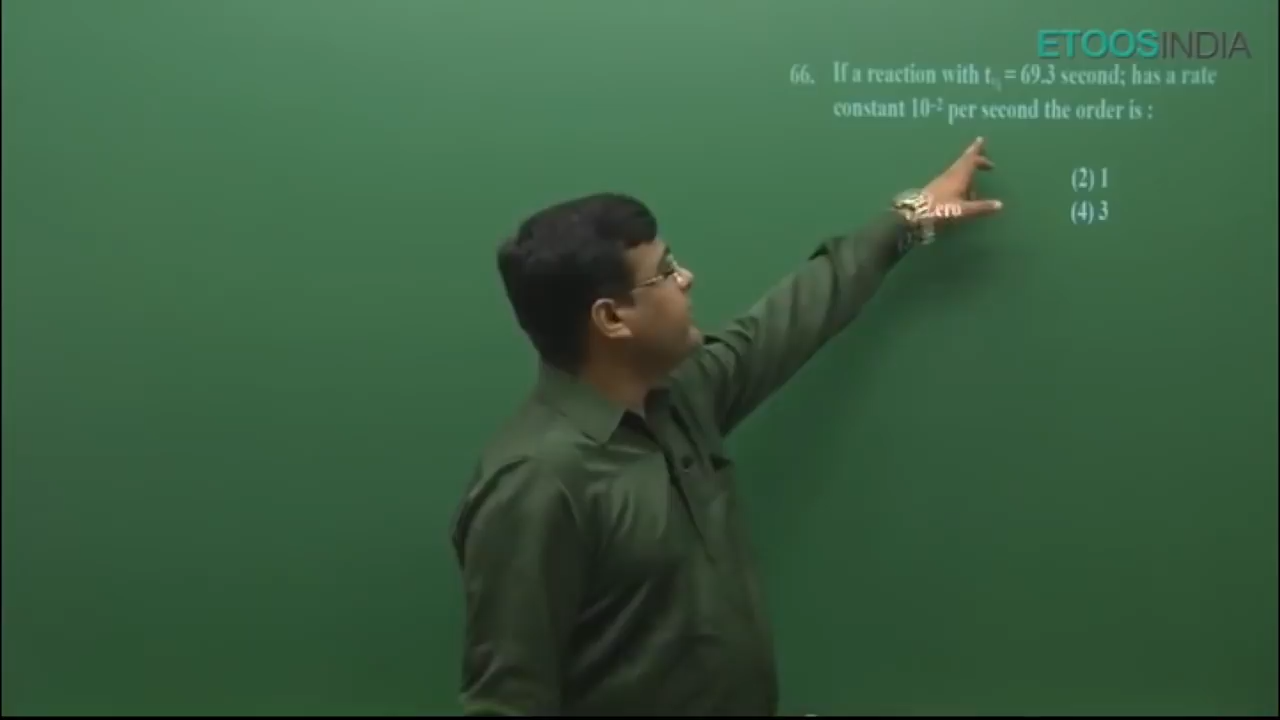 ETOOSINDIA
66. If a reaction with t½ = 69.3 second; has a rate
constant 10⁻² per second the order is :
(2) 1
Zero
(4) 3